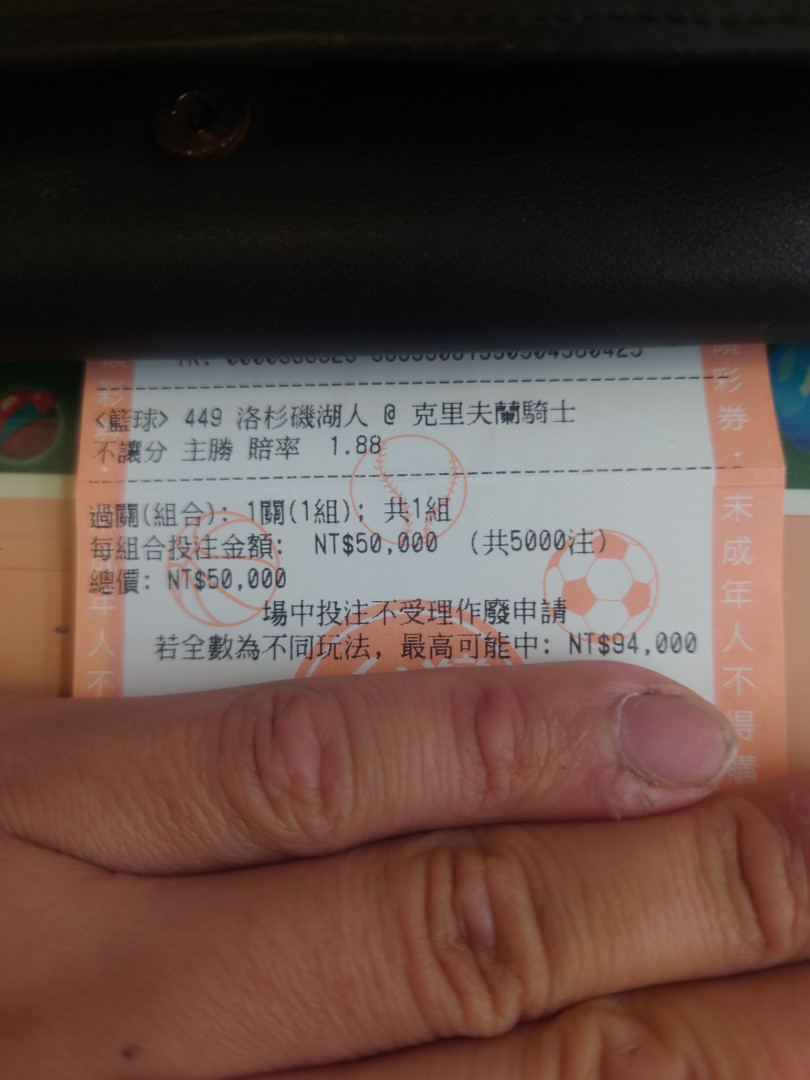 <籃球> 449 洛杉磯湖人 @ 克里夫蘭騎士
不讓分 主勝 賠率 1.88
過關(組合): 1關(1組); 共1組
每組合投注金額: NT$50,000 (共5000注)
總價: NT$50,000
場中投注不受理作廢申請
若全數為不同玩法, 最高可能中: NT$94,000
彩券．未成年人不得購
彩
年人不